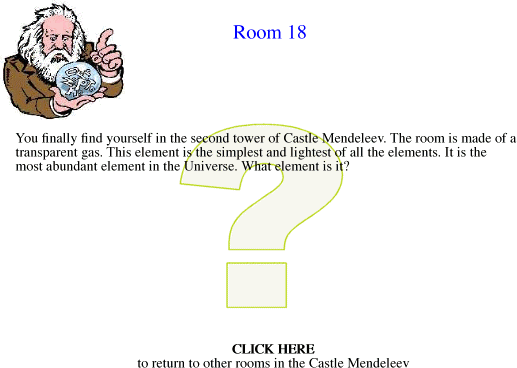 Room 18
You finally find yourself in the second tower of Castle Mendeleev. The room is made of a
transparent gas. This element is the simplest and lightest of all the elements. It is the
most abundant element in the Universe. What element is it?
?
CLICK HERE
to return to other rooms in the Castle Mendeleev